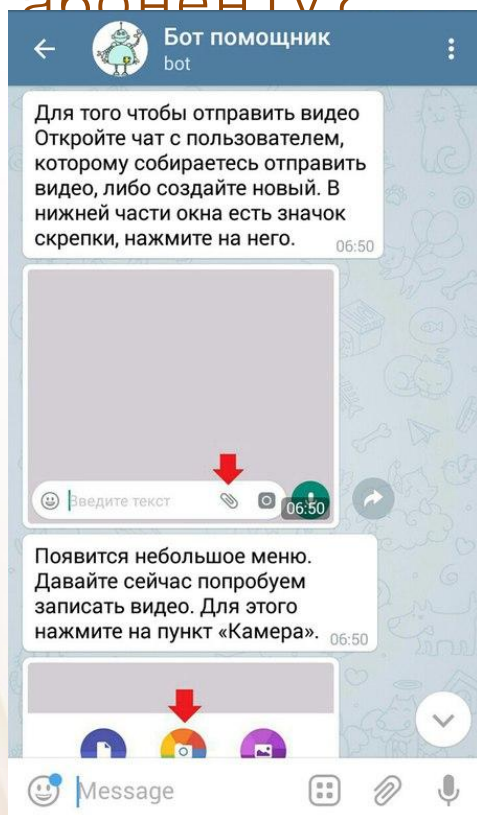 абоненту?
Бот помощник
bot
Для того чтобы отправить видео
Откройте чат с пользователем,
которому собираетесь отправить
видео, либо создайте новый. В
нижней части окна есть значок
скрепки, нажмите на него.
06:50
Введите текст
06:50
Появится небольшое меню.
Давайте сейчас попробуем
записать видео. Для этого
нажмите на пункт «Камера».
06:50
Message